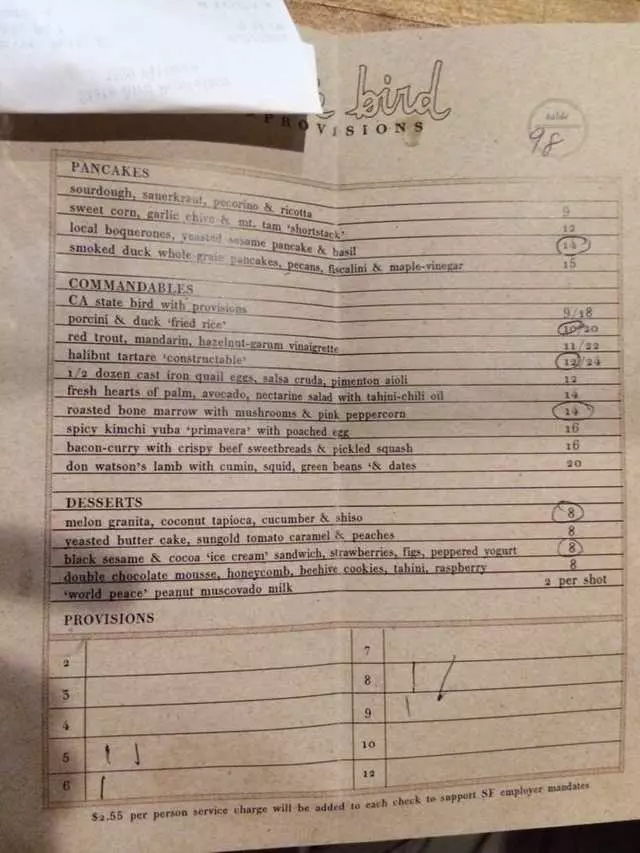 bird
PROVISIONS
table
98
PANCAKES
sourdough, sauerkraut, pecorino & ricotta 9
sweet corn, garlic chive & mt. tam 'shortstack' 12
local boquerones, yeasted sesame pancake & basil 14
smoked duck whole grain pancakes, pecans, fiscalini & maple-vinegar 15
COMMANDABLES
CA state bird with provisions 9/18
porcini & duck 'fried rice' 10/20
red trout, mandarin, hazelnut-garum vinaigrette 11/22
halibut tartare 'constructable' 12/24
1/2 dozen cast iron quail eggs, salsa cruda, pimenton aioli 12
fresh hearts of palm, avocado, nectarine salad with tahini-chili oil 14
roasted bone marrow with mushrooms & pink peppercorn 14
spicy kimchi yuba 'primavera' with poached egg 16
bacon-curry with crispy beef sweetbreads & pickled squash 16
don watson's lamb with cumin, squid, green beans '& dates 20
DESSERTS
melon granita, coconut tapioca, cucumber & shiso 8
yeasted butter cake, sungold tomato caramel & peaches 8
black sesame & cocoa 'ice cream' sandwich, strawberries, figs, peppered yogurt 8
double chocolate mousse, honeycomb, beehive cookies, tahini, raspberry 8
'world peace' peanut muscovado milk 2 per shot
PROVISIONS
2 7
3 8
4 9
5 10
6 12
$2.55 per person service charge will be added to each check to support SF employer mandates